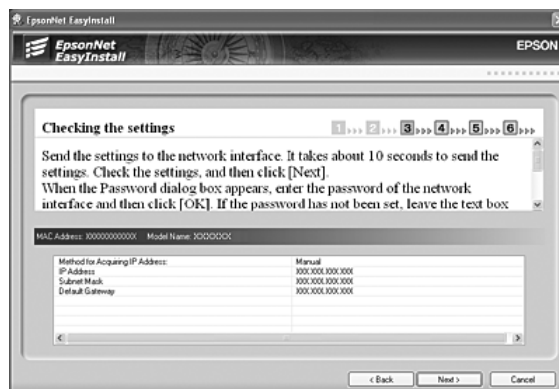 EpsonNet EasyInstall
EpsonNet
EasyInstall
EPSON
Checking the settings
1 2 3 4 5 6
Send the settings to the network interface. It takes about 10 seconds to send the
settings. Check the settings, and then click [Next].
When the Password dialog box appears, enter the password of the network
interface and then click [OK]. If the password has not been set, leave the text box
MAC Address: XXXXXXXXXXXX Model Name: XXXXXXX
Method for Acquiring IP Address: Manual
IP Address XXX.XXX.XXX.XXX
Subnet Mask XXX.XXX.XXX.XXX
Default Gateway XXX.XXX.XXX.XXX
< Back Next > Cancel